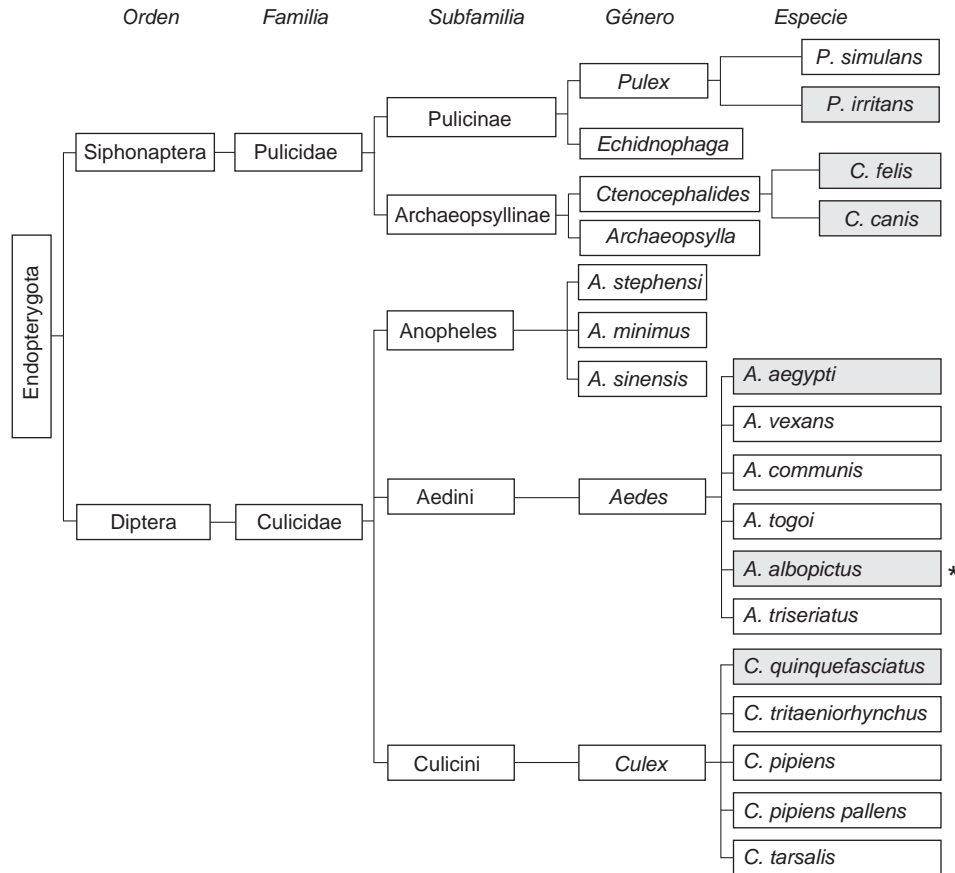 Orden Familia Subfamilia Género Especie
P. simulans
Pulex
P. irritans
Pulicinae
Echidnophaga
Siphonaptera
Pulicidae
C. felis
Ctenocephalides
C. canis
Archaeopsyllinae
Archaeopsylla
Endopterygota
A. stephensi
Anopheles
A. minimus
A. sinensis
A. aegypti
A. vexans
A. communis
Aedini
Aedes
Diptera
Culicidae
A. togoi
A. albopictus *
A. triseriatus
C. quinquefasciatus
C. tritaeniorhynchus
Culicini
Culex
C. pipiens
C. pipiens pallens
C. tarsalis